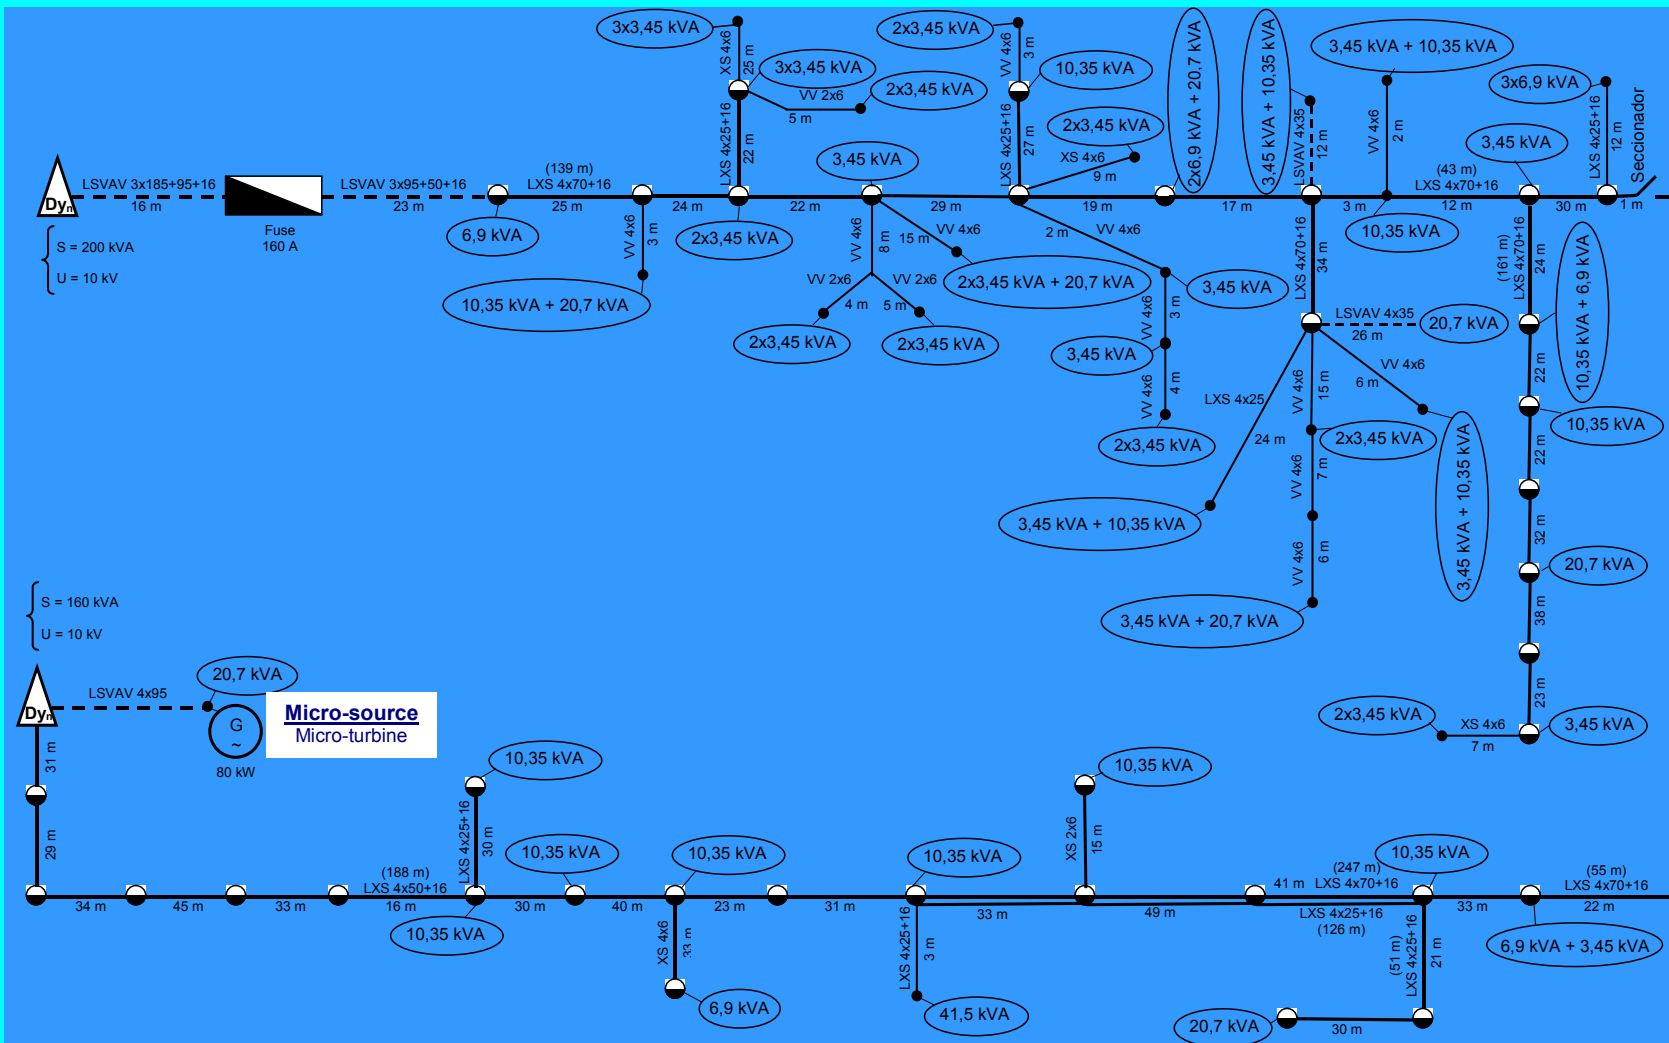 3x3,45 kVA
XS 4x6
25 m
3x3,45 kVA
VV 2x6
5 m
2x3,45 kVA
LXS 4x25+16
22 m
2x3,45 kVA
VV 4x6
3 m
10,35 kVA
LXS 4x25+16
27 m
2x3,45 kVA
XS 4x6
9 m
2x6,9 kVA + 20,7 kVA
3,45 kVA + 10,35 kVA
LSVAV 4x35
12 m
3,45 kVA + 10,35 kVA
VV 4x6
2 m
3x6,9 kVA
LXS 4x25+16
12 m
Seccionador
3,45 kVA
3,45 kVA
Dyn
LSVAV 3x185+95+16
16 m
Fuse
160 A
LSVAV 3x95+50+16
23 m
(139 m)
LXS 4x70+16
25 m
24 m
22 m
29 m
19 m
17 m
3 m
(43 m)
LXS 4x70+16
12 m
30 m
1 m
S = 200 kVA
U = 10 kV
6,9 kVA
VV 4x6
3 m
10,35 kVA + 20,7 kVA
2x3,45 kVA
VV 4x6
8 m
15 m
VV 4x6
2x3,45 kVA + 20,7 kVA
VV 2x6
4 m
VV 2x6
5 m
2x3,45 kVA
2x3,45 kVA
2 m
VV 4x6
3,45 kVA
VV 4x6
3 m
3,45 kVA
VV 4x6
4 m
2x3,45 kVA
10,35 kVA
LXS 4x70+16
34 m
LSVAV 4x35
26 m
20,7 kVA
LXS 4x25
24 m
3,45 kVA + 10,35 kVA
VV 4x6
15 m
2x3,45 kVA
VV 4x6
7 m
VV 4x6
6 m
3,45 kVA + 20,7 kVA
VV 4x6
6 m
3,45 kVA + 10,35 kVA
(161 m)
LXS 4x70+16
24 m
10,35 kVA + 6,9 kVA
22 m
10,35 kVA
22 m
32 m
20,7 kVA
38 m
23 m
3,45 kVA
2x3,45 kVA
XS 4x6
7 m
S = 160 kVA
U = 10 kV
Dyn
LSVAV 4x95
20,7 kVA
G
~
80 kW
Micro-source
Micro-turbine
31 m
29 m
34 m
45 m
33 m
(188 m)
LXS 4x50+16
16 m
10,35 kVA
LXS 4x25+16
30 m
10,35 kVA
30 m
10,35 kVA
40 m
10,35 kVA
XS 4x6
33 m
6,9 kVA
23 m
31 m
10,35 kVA
LXS 4x25+16
3 m
41,5 kVA
33 m
10,35 kVA
XS 2x6
15 m
49 m
41 m
(247 m)
LXS 4x70+16
LXS 4x25+16
(126 m)
10,35 kVA
(51 m)
LXS 4x25+16
21 m
20,7 kVA
30 m
33 m
6,9 kVA + 3,45 kVA
(55 m)
LXS 4x70+16
22 m